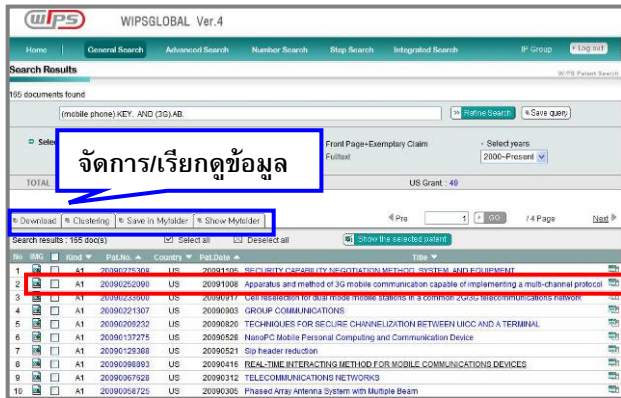 WIPS WIPSGLOBAL Ver.4
Home General Search Advanced Search Number Search Step Search Integrated Search IP Group Log out
Search Results WIPS Patent Search
165 documents found
(mobile phone).KEY. AND (3G).AB. Refine Search Save query
Front Page+Exemplary Claim Select years
Fulltext 2000~Present
จัดการ/เรียกดูข้อมูล
TOTAL US Grant : 49
Download Clustering Save in Myfolder Show Myfolder Pre 1 GO / 4 Page Next
Search results : 165 doc(s) Select all Deselect all Show the selected patent
No IMG Kind Pat.No. Country Pat.Date Title
1 A1 20090275309 US 20091105 SECURITY CAPABILITY NEGOTIATION METHOD, SYSTEM, AND EQUIPMENT
2 A1 20090252090 US 20091008 Apparatus and method of 3G mobile communication capable of implementing a multi-channel protocol
3 A1 20090233600 US 20090917 Cell reselection for dual mode mobile stations in a common 2G/3G telecommunications network
4 A1 20090221307 US 20090903 GROUP COMMUNICATIONS
5 A1 20090209232 US 20090820 TECHNIQUES FOR SECURE CHANNELIZATION BETWEEN UICC AND A TERMINAL
6 A1 20090137275 US 20090528 NanoPC Mobile Personal Computing and Communication Device
7 A1 20090129388 US 20090521 Sip header reduction
8 A1 20090098893 US 20090416 REAL-TIME INTERACTING METHOD FOR MOBILE COMMUNICATIONS DEVICES
9 A1 20090067628 US 20090312 TELECOMMUNICATIONS NETWORKS
10 A1 20090058725 US 20090305 Phased Array Antenna System with Multiple Beam